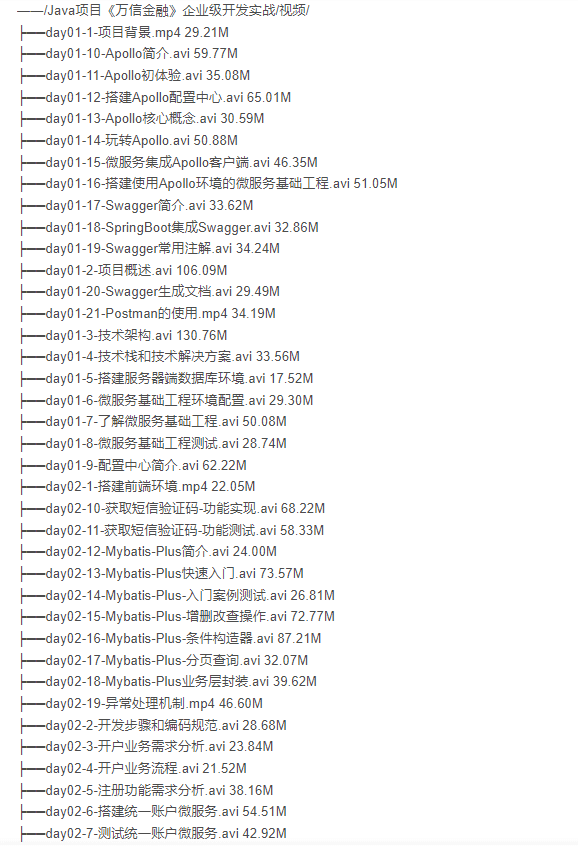 ——/Java项目《万信金融》企业级开发实战/视频/
├──day01-1-项目背景.mp4 29.21M
├──day01-10-Apollo简介.avi 59.77M
├──day01-11-Apollo初体验.avi 35.08M
├──day01-12-搭建Apollo配置中心.avi 65.01M
├──day01-13-Apollo核心概念.avi 30.59M
├──day01-14-玩转Apollo.avi 50.88M
├──day01-15-微服务集成Apollo客户端.avi 46.35M
├──day01-16-搭建使用Apollo环境的微服务基础工程.avi 51.05M
├──day01-17-Swagger简介.avi 33.62M
├──day01-18-SpringBoot集成Swagger.avi 32.86M
├──day01-19-Swagger常用注解.avi 34.24M
├──day01-2-项目概述.avi 106.09M
├──day01-20-Swagger生成文档.avi 29.49M
├──day01-21-Postman的使用.mp4 34.19M
├──day01-3-技术架构.avi 130.76M
├──day01-4-技术栈和技术解决方案.avi 33.56M
├──day01-5-搭建服务器端数据库环境.avi 17.52M
├──day01-6-微服务基础工程环境配置.avi 29.30M
├──day01-7-了解微服务基础工程.avi 50.08M
├──day01-8-微服务基础工程测试.avi 28.74M
├──day01-9-配置中心简介.avi 62.22M
├──day02-1-搭建前端环境.mp4 22.05M
├──day02-10-获取短信验证码-功能实现.avi 68.22M
├──day02-11-获取短信验证码-功能测试.avi 58.33M
├──day02-12-Mybatis-Plus简介.avi 24.00M
├──day02-13-Mybatis-Plus快速入门.avi 73.57M
├──day02-14-Mybatis-Plus-入门案例测试.avi 26.81M
├──day02-15-Mybatis-Plus-增删改查操作.avi 72.77M
├──day02-16-Mybatis-Plus-条件构造器.avi 87.21M
├──day02-17-Mybatis-Plus-分页查询.avi 32.07M
├──day02-18-Mybatis-Plus业务层封装.avi 39.62M
├──day02-19-异常处理机制.mp4 46.60M
├──day02-2-开发步骤和编码规范.avi 28.68M
├──day02-3-开户业务需求分析.avi 23.84M
├──day02-4-开户业务流程.avi 21.52M
├──day02-5-注册功能需求分析.avi 38.16M
├──day02-6-搭建统一账户微服务.avi 54.51M
├──day02-7-测试统一账户微服务.avi 42.92M